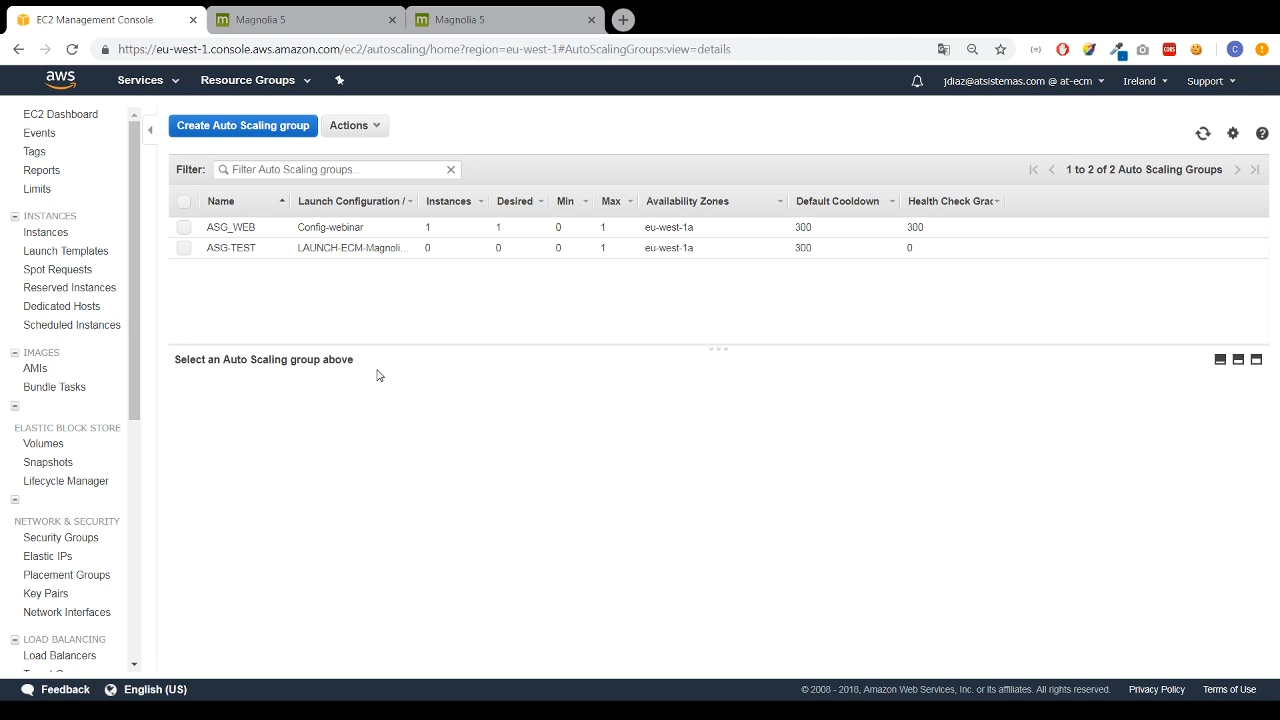 EC2 Management Console
Magnolia 5
Magnolia 5
https://eu-west-1.console.aws.amazon.com/ec2/autoscaling/home?region=eu-west-1#AutoScalingGroups:view=details
CORS
C
aws
Services
Resource Groups
jdiaz@atsistemas.com @ at-ecm
Ireland
Support
EC2 Dashboard
Events
Tags
Reports
Limits
INSTANCES
Instances
Launch Templates
Spot Requests
Reserved Instances
Dedicated Hosts
Scheduled Instances
IMAGES
AMIs
Bundle Tasks
ELASTIC BLOCK STORE
Volumes
Snapshots
Lifecycle Manager
NETWORK & SECURITY
Security Groups
Elastic IPs
Placement Groups
Key Pairs
Network Interfaces
LOAD BALANCING
Load Balancers
Create Auto Scaling group
Actions
Filter:
Filter Auto Scaling groups...
1 to 2 of 2 Auto Scaling Groups
Name Launch Configuration / Instances Desired Min Max Availability Zones Default Cooldown Health Check Grac
ASG_WEB Config-webinar 1 1 0 1 eu-west-1a 300 300
ASG-TEST LAUNCH-ECM-Magnoli... 0 0 0 1 eu-west-1a 300 0
Select an Auto Scaling group above
Feedback
English (US)
© 2008 - 2018, Amazon Web Services, Inc. or its affiliates. All rights reserved.
Privacy Policy
Terms of Use